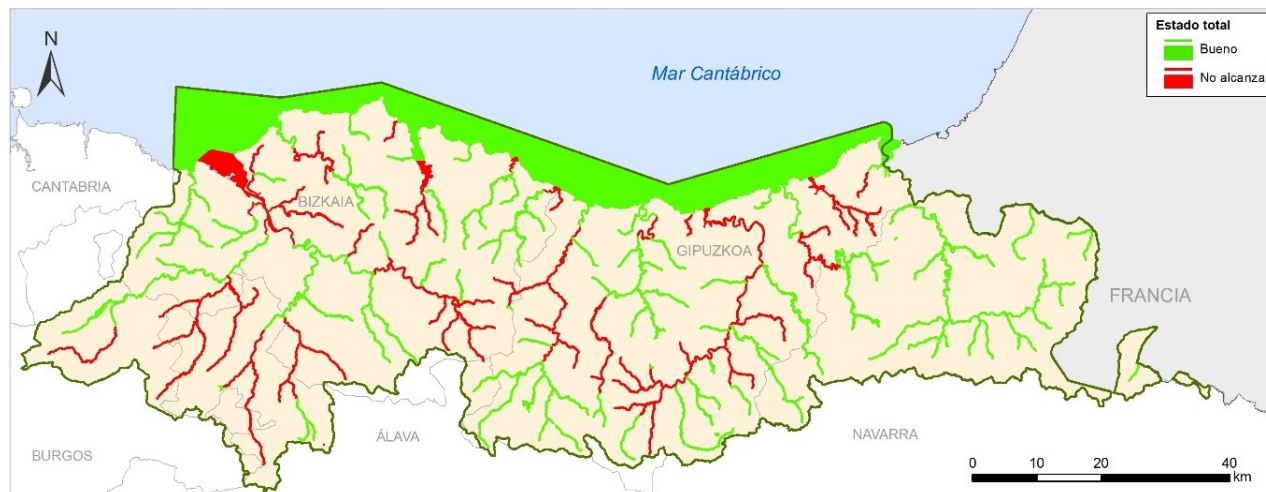 N
Mar Cantábrico
Estado total
Bueno
No alcanza
CANTABRIA
BIZKAIA
GIPUZKOA
FRANCIA
ÁLAVA
NAVARRA
BURGOS
0 10 20 40
km